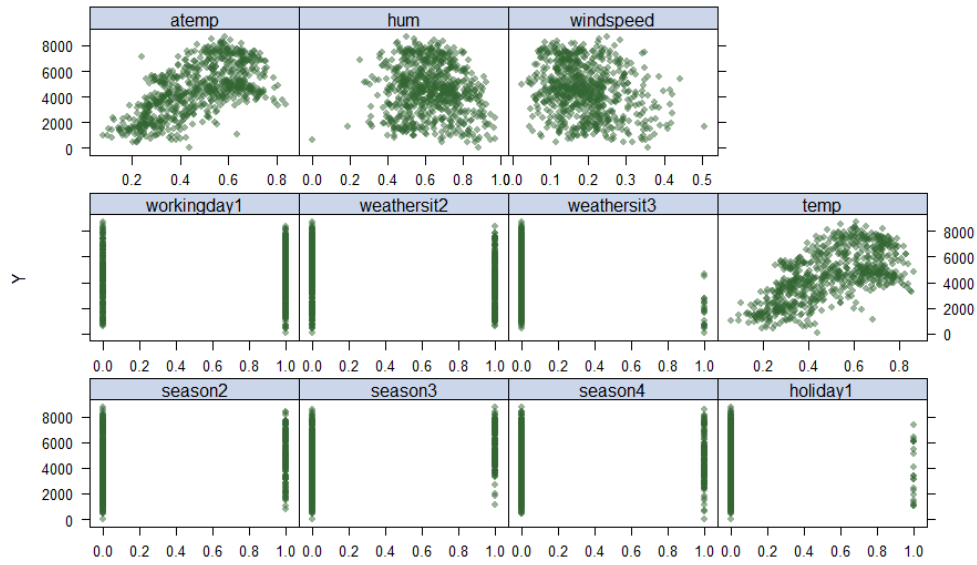 atemp hum windspeed
8000
6000
4000
2000
0
0.2 0.4 0.6 0.8 0.0 0.2 0.4 0.6 0.8 1.0 0.0 0.1 0.2 0.3 0.4 0.5
workingday1 weathersit2 weathersit3 temp
8000
6000
4000
2000
0
Y
0.0 0.2 0.4 0.6 0.8 1.0 0.0 0.2 0.4 0.6 0.8 1.0 0.0 0.2 0.4 0.6 0.8 1.0 0.2 0.4 0.6 0.8
season2 season3 season4 holiday1
8000
6000
4000
2000
0
0.0 0.2 0.4 0.6 0.8 1.0 0.0 0.2 0.4 0.6 0.8 1.0 0.0 0.2 0.4 0.6 0.8 1.0 0.0 0.2 0.4 0.6 0.8 1.0